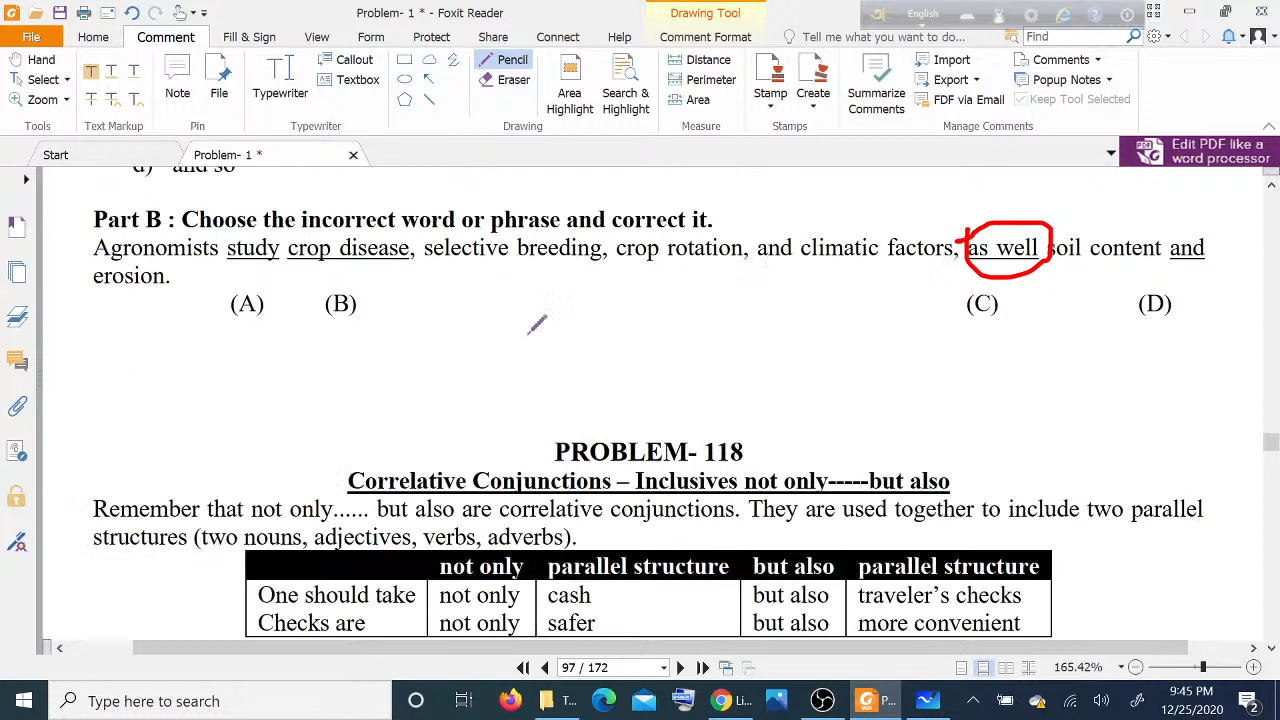 Problem- 1 * - Foxit Reader
Drawing Tool
English
File Home Comment Fill & Sign View Form Protect Share Connect Help Comment Format Tell me what you want to do... Find
Hand
Select
Zoom
Tools
Text Markup
Note
File
Pin
Typewriter
Callout
Textbox
Typewriter
Pencil
Eraser
Drawing
Area
Highlight
Search &
Highlight
Distance
Perimeter
Area
Measure
Stamp
Create
Stamps
Summarize
Comments
Import
Export
FDF via Email
Comments
Popup Notes
Keep Tool Selected
Manage Comments
Start
Problem- 1 *
Edit PDF like a
word processor
d) and so
Part B : Choose the incorrect word or phrase and correct it.
Agronomists study crop disease, selective breeding, crop rotation, and climatic factors, as well soil content and
erosion.
(A) (B) (C) (D)
PROBLEM- 118
Correlative Conjunctions – Inclusives not only-----but also
Remember that not only...... but also are correlative conjunctions. They are used together to include two parallel
structures (two nouns, adjectives, verbs, adverbs).
not only parallel structure but also parallel structure
One should take not only cash but also traveler’s checks
Checks are not only safer but also more convenient
97 / 172
165.42%
Type here to search
T...
Li...
P...
9:45 PM
12/25/2020
2